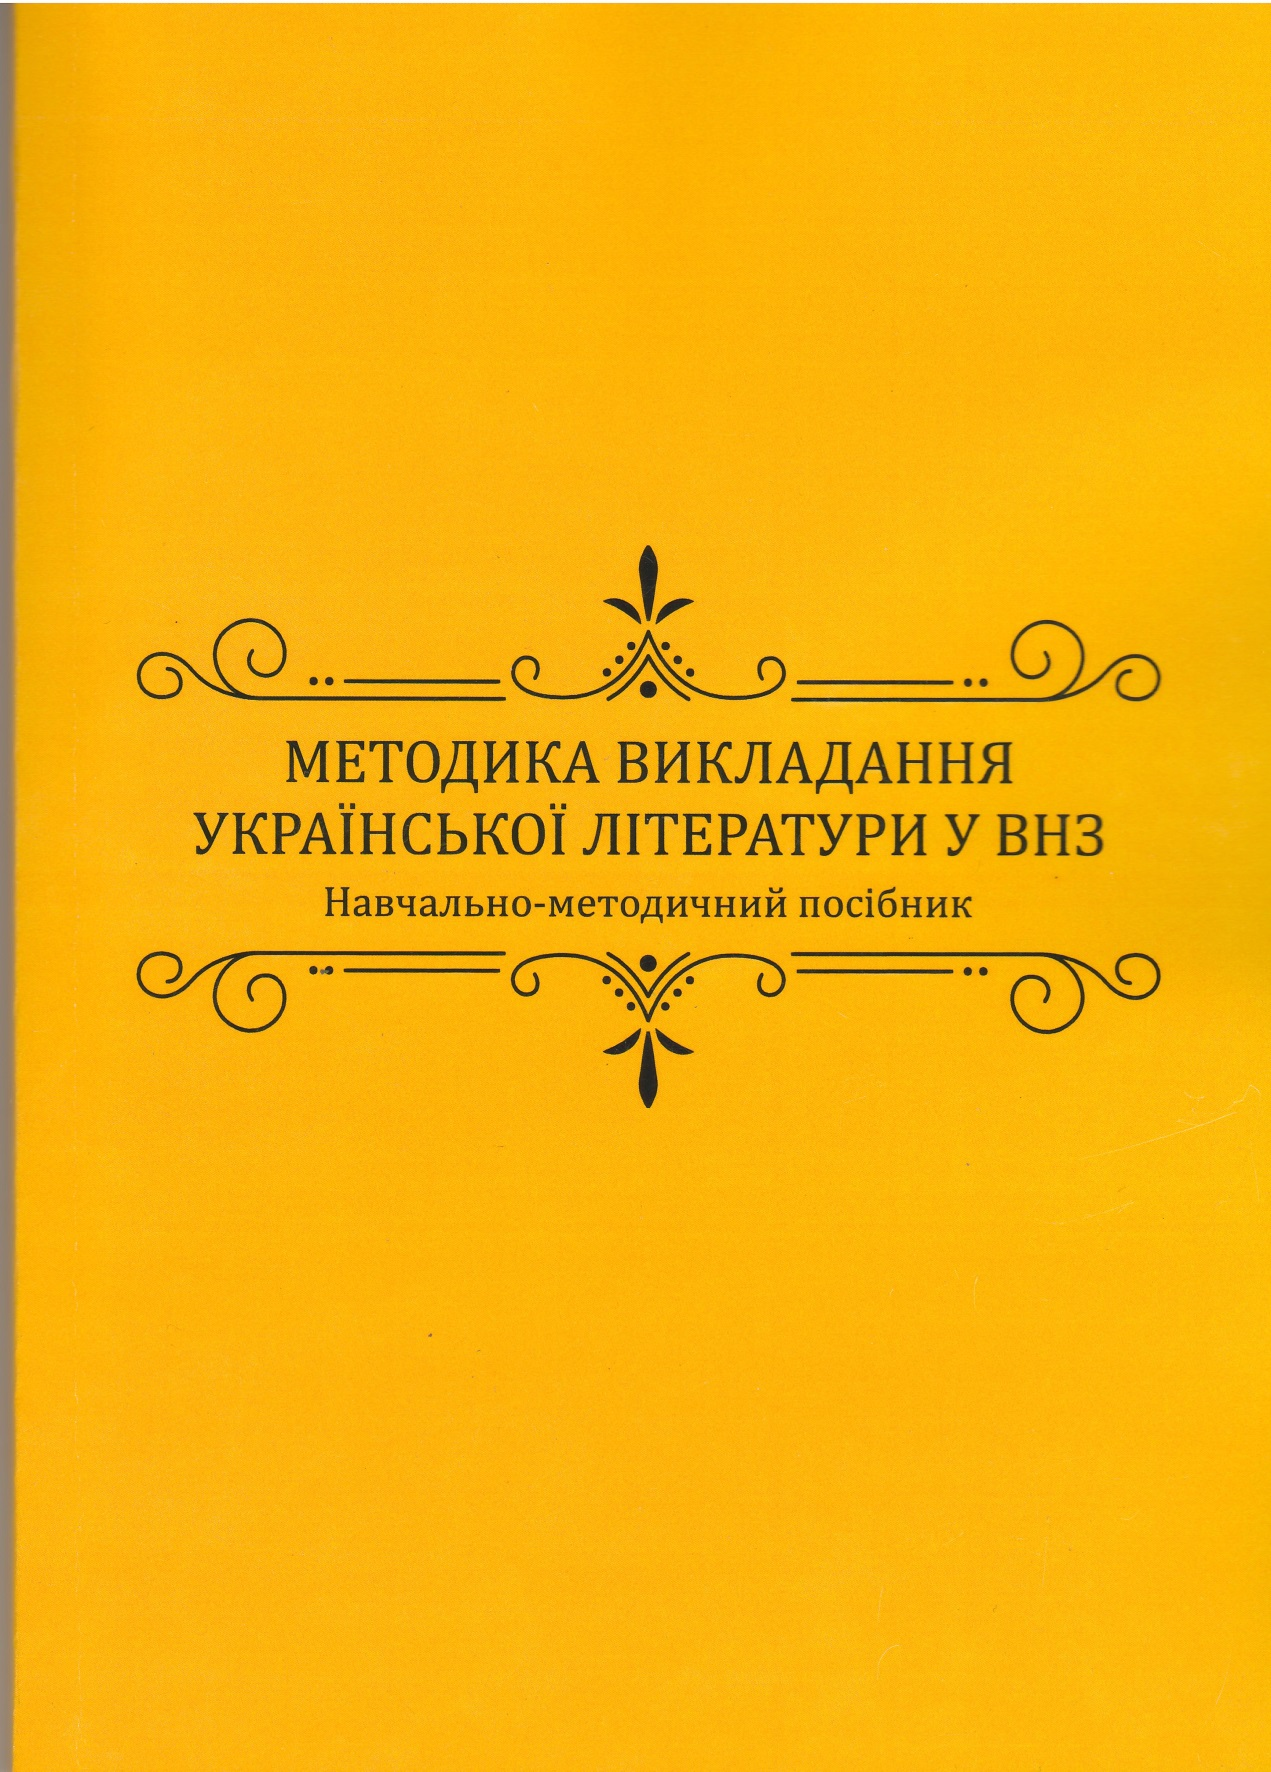 МЕТОДИКА ВИКЛАДАННЯ
УКРАЇНСЬКОЇ ЛІТЕРАТУРИ У ВНЗ
Навчально-методичний посібник